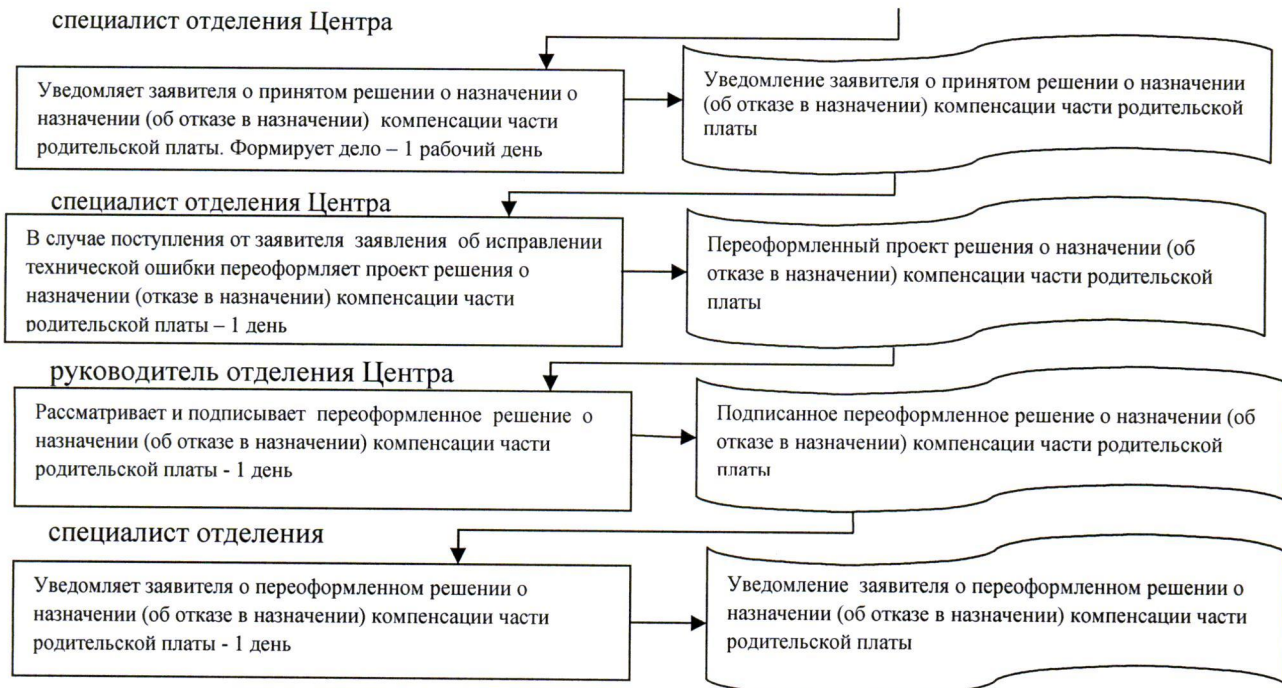 специалист отделения Центра
Уведомляет заявителя о принятом решении о назначении о
назначении (об отказе в назначении) компенсации части
родительской платы. Формирует дело – 1 рабочий день
Уведомление заявителя о принятом решении о назначении
(об отказе в назначении) компенсации части родительской
платы
специалист отделения Центра
В случае поступления от заявителя заявления об исправлении
технической ошибки переоформляет проект решения о
назначении (отказе в назначении) компенсации части
родительской платы – 1 день
Переоформленный проект решения о назначении (об
отказе в назначении) компенсации части родительской
платы
руководитель отделения Центра
Рассматривает и подписывает переоформленное решение о
назначении (об отказе в назначении) компенсации части
родительской платы - 1 день
Подписанное переоформленное решение о назначении (об
отказе в назначении) компенсации части родительской
платы
специалист отделения
Уведомляет заявителя о переоформленном решении о
назначении (об отказе в назначении) компенсации части
родительской платы - 1 день
Уведомление заявителя о переоформленном решении о
назначении (об отказе в назначении) компенсации части
родительской платы